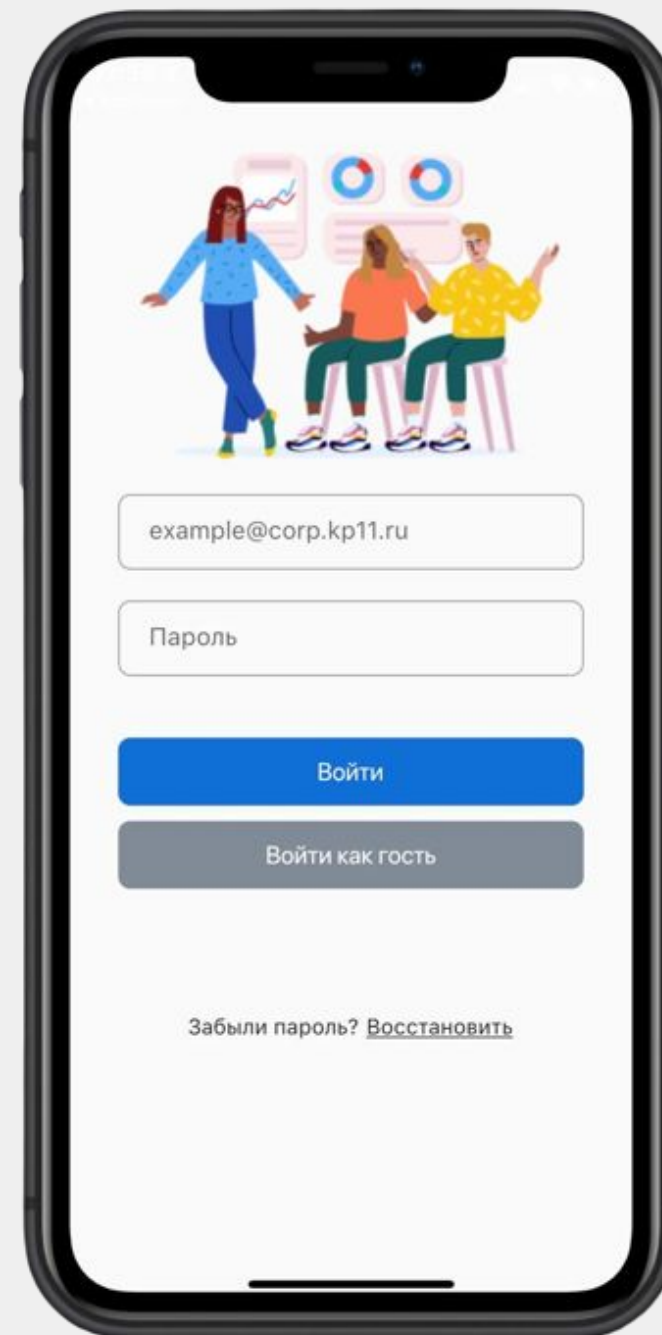 example@corp.kp11.ru
Пароль
Войти
Войти как гость
Забыли пароль? Восстановить